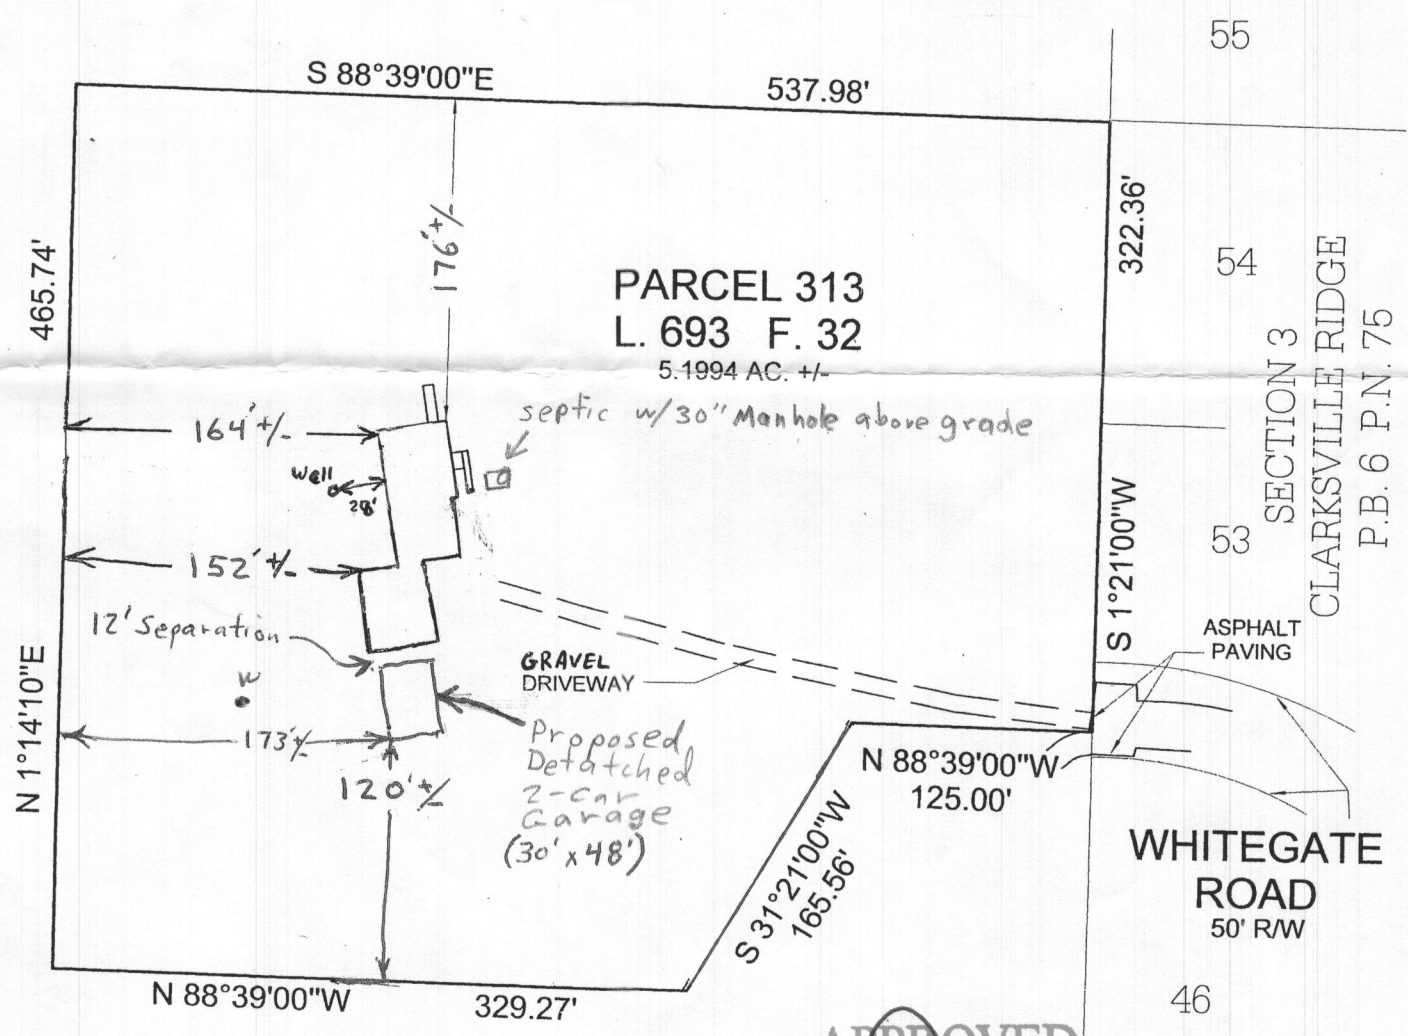 55
S 88°39'00"E
537.98'
176'+/-
322.36'
465.74'
54
PARCEL 313
L. 693 F. 32
5.1994 AC. +/-
SECTION 3
CLARKSVILLE RIDGE
P.B. 6 P.N. 75
septic w/30" Manhole above grade
164'+/-
Well
28'
53
152'+/-
S 1°21'00"W
12' Separation
ASPHALT
PAVING
GRAVEL
DRIVEWAY
W
N 1°14'10"E
173'+/-
Proposed
Detatched
2-Car
Garage
(30' x 48')
120'+/-
N 88°39'00"W
125.00'
S 31°21'00"W
165.56'
WHITEGATE
ROAD
50' R/W
N 88°39'00"W
329.27'
46
APPROVED